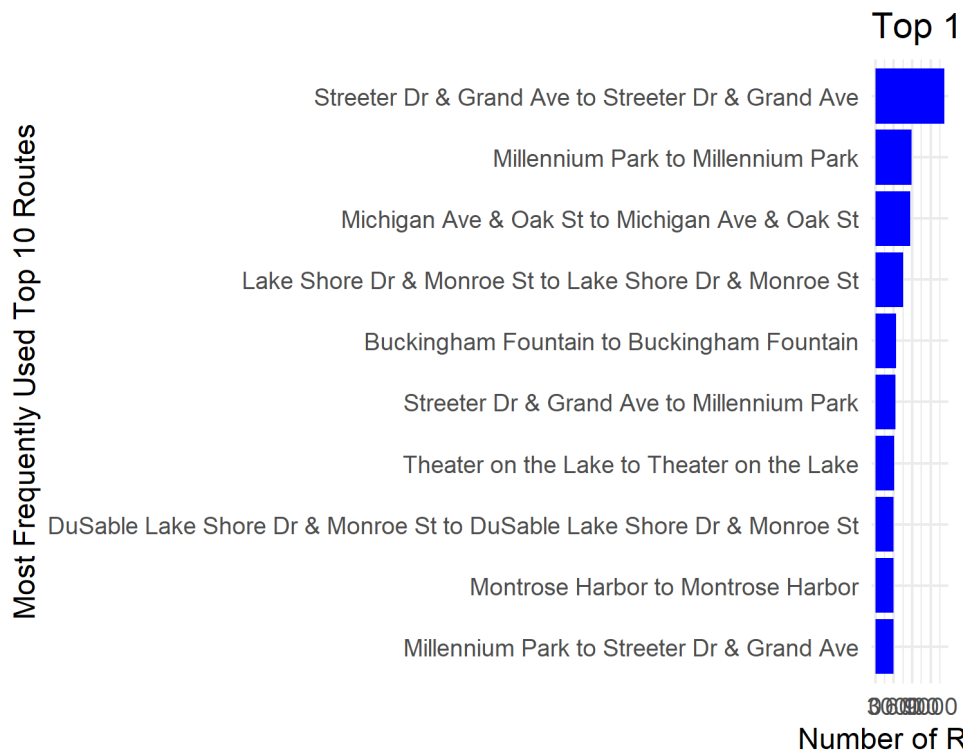 Top 1
Most Frequently Used Top 10 Routes
Streeter Dr & Grand Ave to Streeter Dr & Grand Ave
Millennium Park to Millennium Park
Michigan Ave & Oak St to Michigan Ave & Oak St
Lake Shore Dr & Monroe St to Lake Shore Dr & Monroe St
Buckingham Fountain to Buckingham Fountain
Streeter Dr & Grand Ave to Millennium Park
Theater on the Lake to Theater on the Lake
DuSable Lake Shore Dr & Monroe St to DuSable Lake Shore Dr & Monroe St
Montrose Harbor to Montrose Harbor
Millennium Park to Streeter Dr & Grand Ave
Number of R